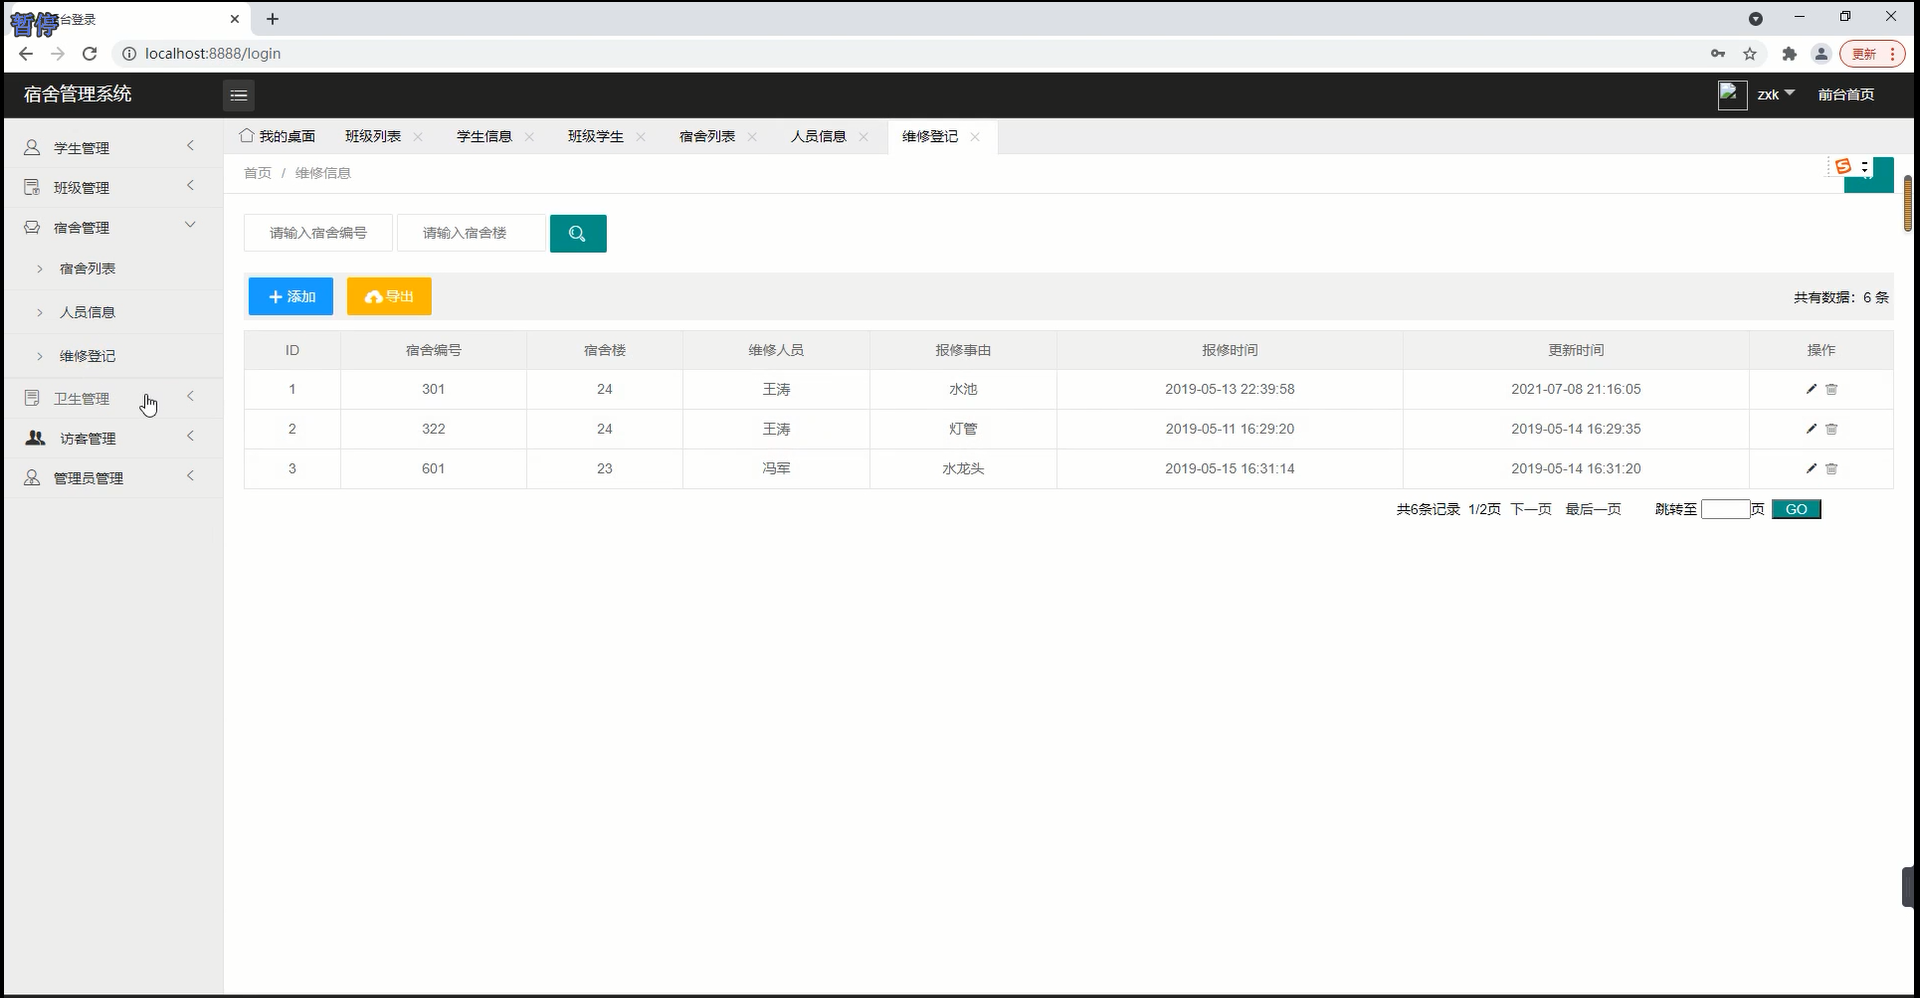 暂停
台登录
localhost:8888/login
更新
宿舍管理系统
zxk
前台首页
学生管理
班级管理
宿舍管理
宿舍列表
人员信息
维修登记
卫生管理
访客管理
管理员管理
我的桌面 班级列表 学生信息 班级学生 宿舍列表 人员信息 维修登记
首页 / 维修信息
请输入宿舍编号 请输入宿舍楼
添加 导出 共有数据：6 条
ID 宿舍编号 宿舍楼 维修人员 报修事由 报修时间 更新时间 操作
1 301 24 王涛 水池 2019-05-13 22:39:58 2021-07-08 21:16:05
2 322 24 王涛 灯管 2019-05-11 16:29:20 2019-05-14 16:29:35
3 601 23 冯军 水龙头 2019-05-15 16:31:14 2019-05-14 16:31:20
共6条记录 1/2页 下一页 最后一页 跳转至 页 GO